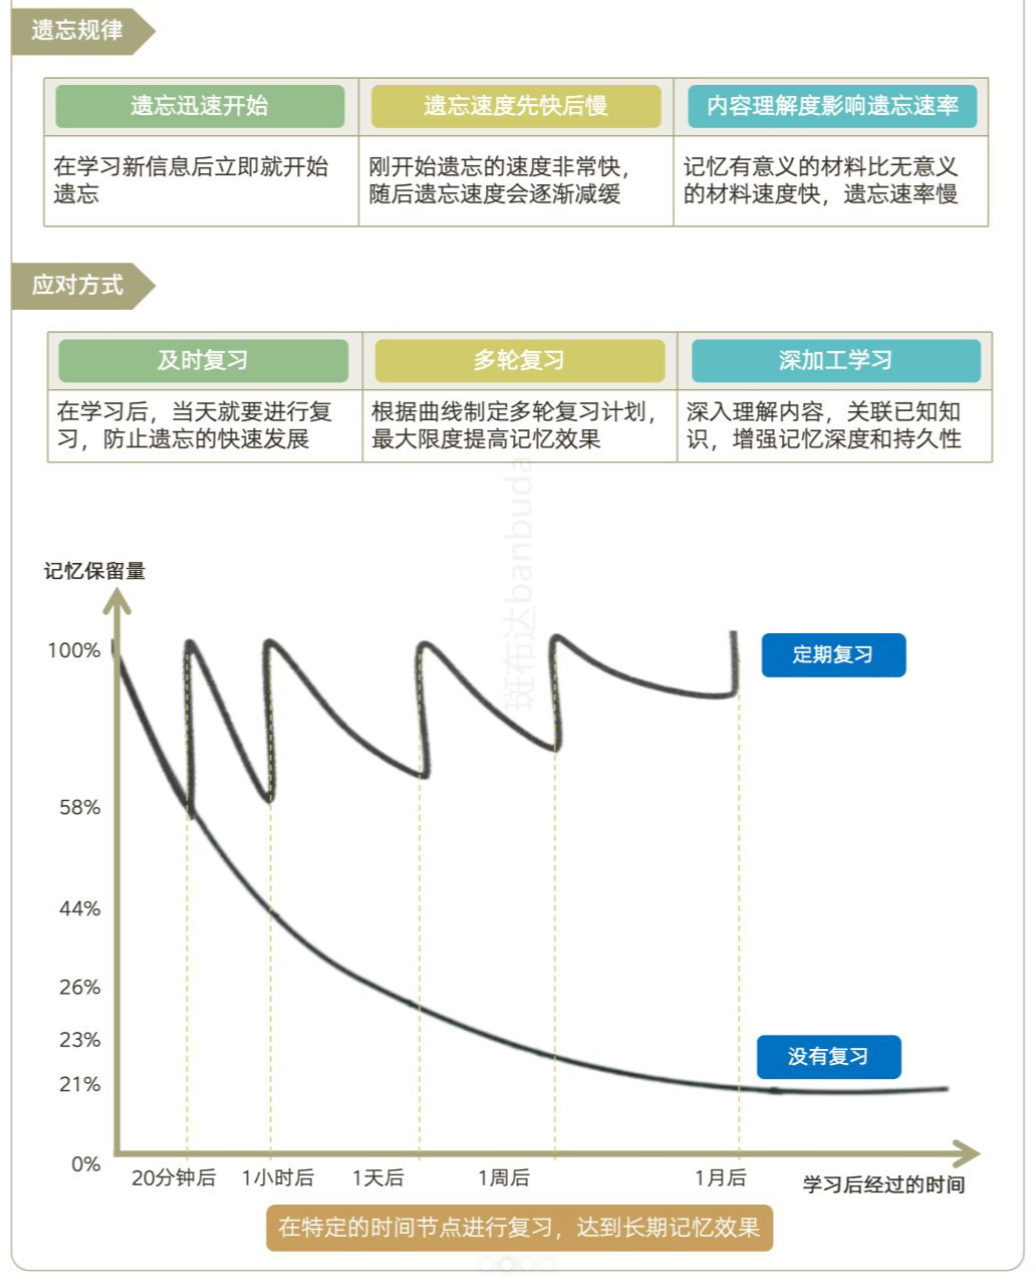 遗忘规律
遗忘迅速开始
遗忘速度先快后慢
内容理解度影响遗忘速率
在学习新信息后立即就开始
遗忘
刚开始遗忘的速度非常快，
随后遗忘速度会逐渐减缓
记忆有意义的材料比无意义
的材料速度快，遗忘速率慢
应对方式
及时复习
多轮复习
深加工学习
在学习后，当天就要进行复
习，防止遗忘的快速发展
根据曲线制定多轮复习计划，
最大限度提高记忆效果
深入理解内容，关联已知知
识，增强记忆深度和持久性
斑布达banbuda
记忆保留量
100%
定期复习
58%
44%
26%
23%
没有复习
21%
0%
20分钟后
1小时后
1天后
1周后
1月后
学习后经过的时间
在特定的时间节点进行复习，达到长期记忆效果